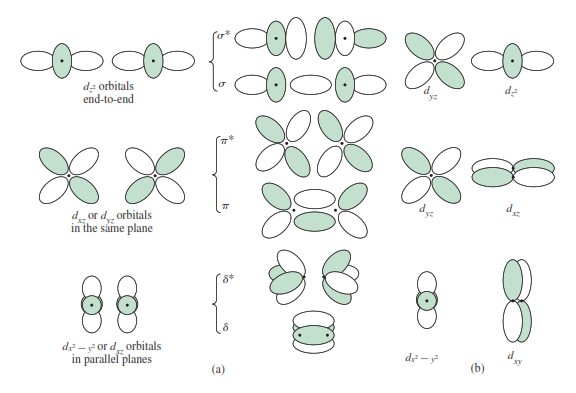 σ*
σ
d_z² orbitals
end-to-end
d_yz
d_z²
π*
π
d_xz or d_yz orbitals
in the same plane
d_yz
d_xz
δ*
δ
d_x² − y² or d_xz orbitals
in parallel planes
d_x² − y²
d_xy
(a)
(b)